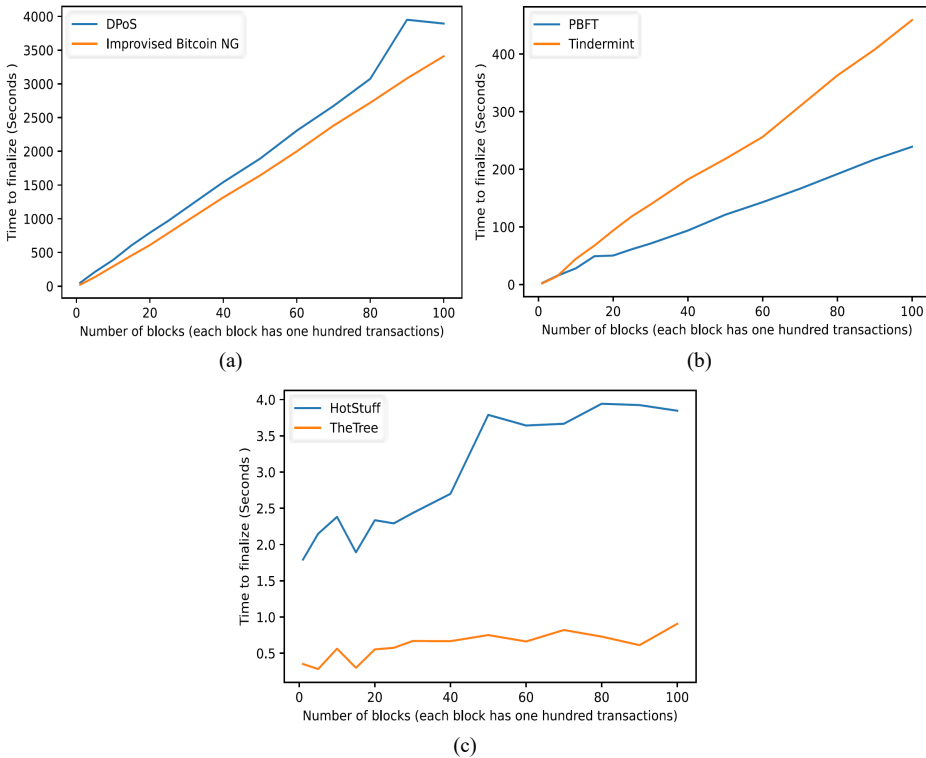 DPoS
Improvised Bitcoin NG
4000
3500
3000
2500
2000
1500
1000
500
0
Time to finalize (Seconds )
0 20 40 60 80 100
Number of blocks (each block has one hundred transactions)
(a)
PBFT
Tindermint
400
300
200
100
0
Time to finalize (Seconds )
0 20 40 60 80 100
Number of blocks (each block has one hundred transactions)
(b)
HotStuff
TheTree
4.0
3.5
3.0
2.5
2.0
1.5
1.0
0.5
Time to finalize (Seconds )
0 20 40 60 80 100
Number of blocks (each block has one hundred transactions)
(c)